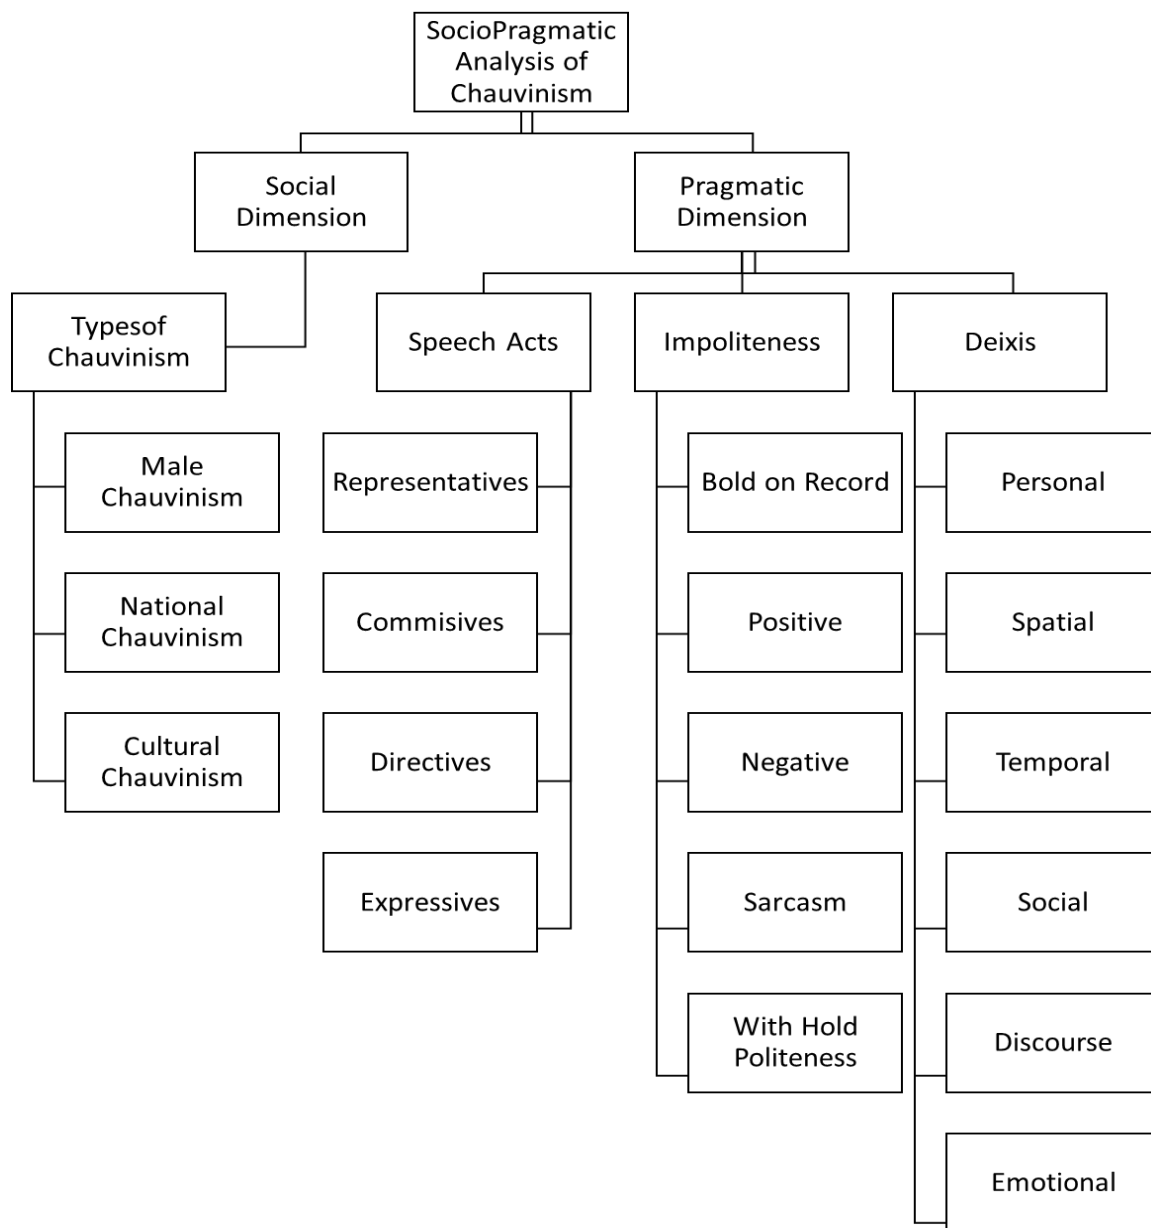 SocioPragmatic
Analysis of
Chauvinism
Social
Dimension
Pragmatic
Dimension
Typesof
Chauvinism
Speech Acts
Impoliteness
Deixis
Male
Chauvinism
Representatives
Bold on Record
Personal
National
Chauvinism
Commisives
Positive
Spatial
Cultural
Chauvinism
Directives
Negative
Temporal
Expressives
Sarcasm
Social
With Hold
Politeness
Discourse
Emotional